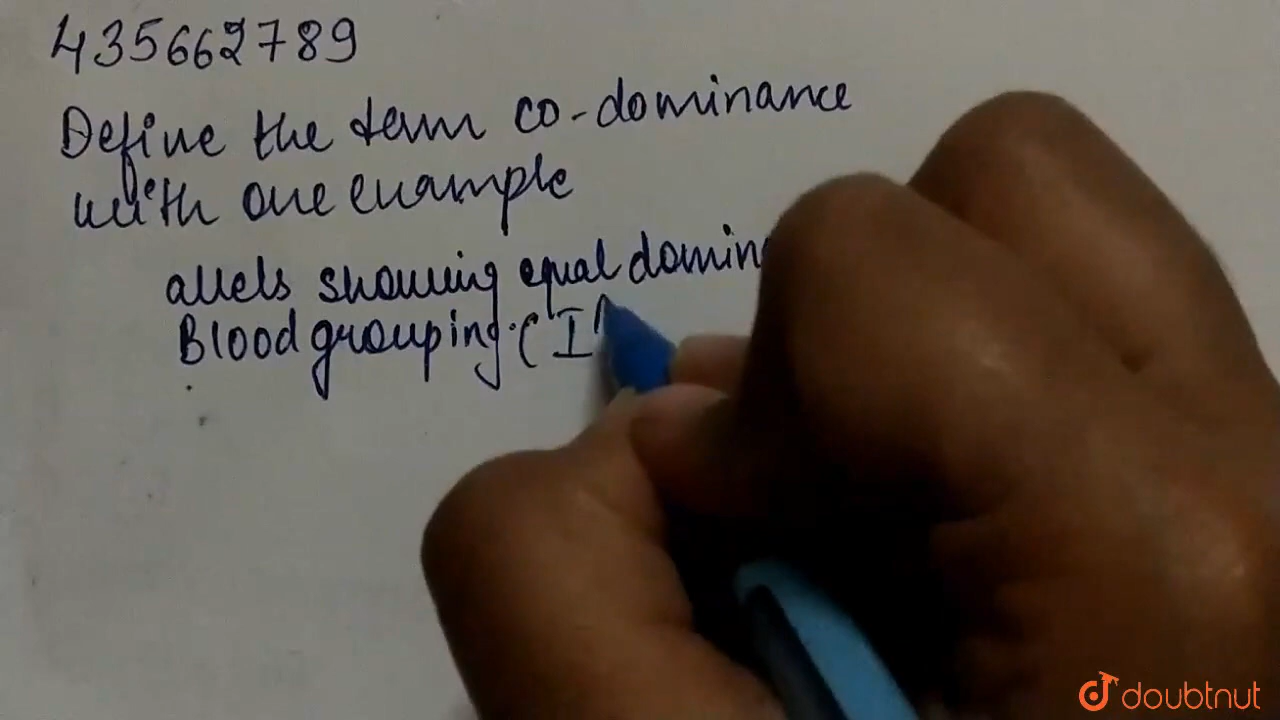 435662789
Define the term co-dominance
with one example
allels showing equal domin
Blood grouping (I
doubtnut